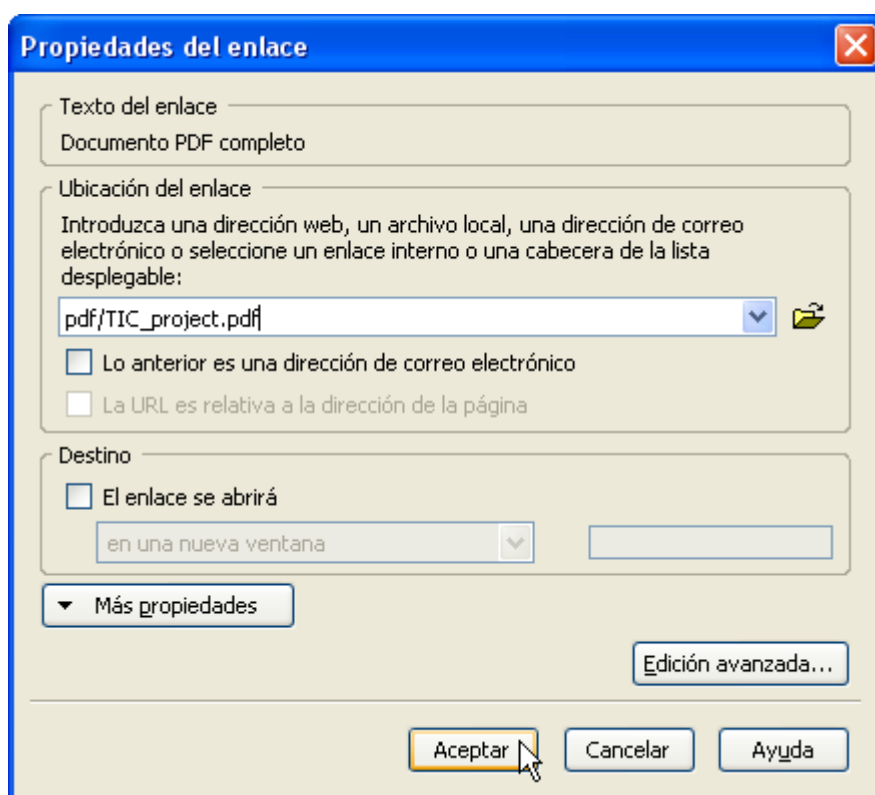 Propiedades del enlace
Texto del enlace
Documento PDF completo
Ubicación del enlace
Introduzca una dirección web, un archivo local, una dirección de correo
electrónico o seleccione un enlace interno o una cabecera de la lista
desplegable:
pdf/TIC_project.pdf
Lo anterior es una dirección de correo electrónico
La URL es relativa a la dirección de la página
Destino
El enlace se abrirá
en una nueva ventana
Más propiedades
Edición avanzada...
Aceptar Cancelar Ayuda